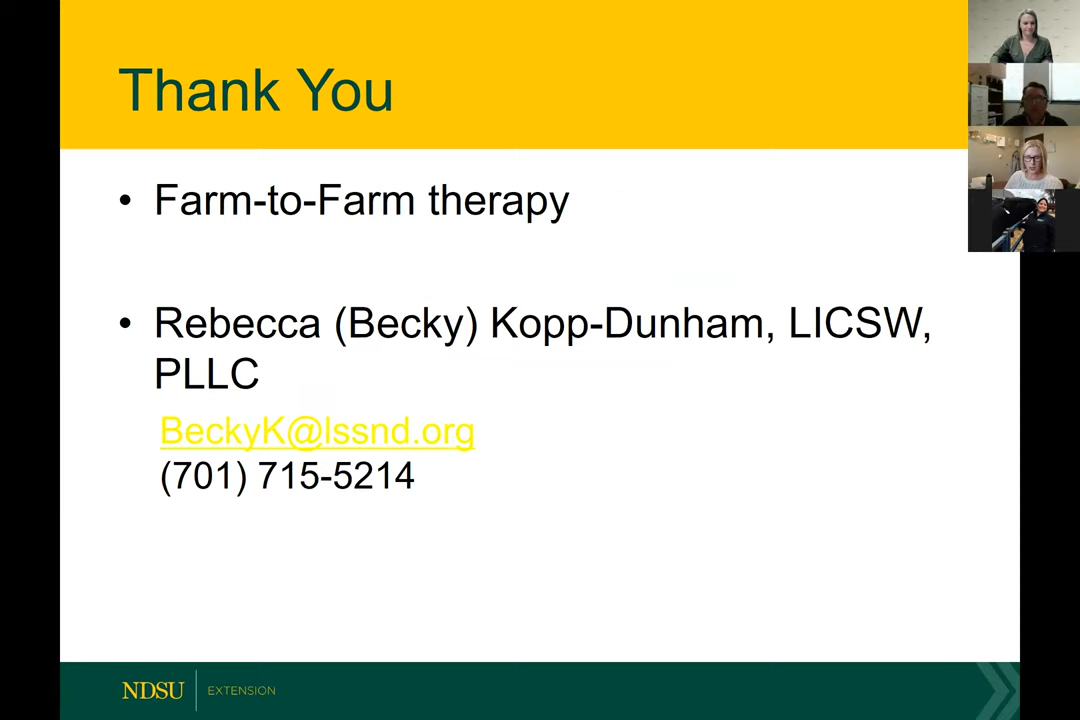 Thank You
• Farm-to-Farm therapy
• Rebecca (Becky) Kopp-Dunham, LICSW,
PLLC
BeckyK@lssnd.org
(701) 715-5214
NDSU EXTENSION